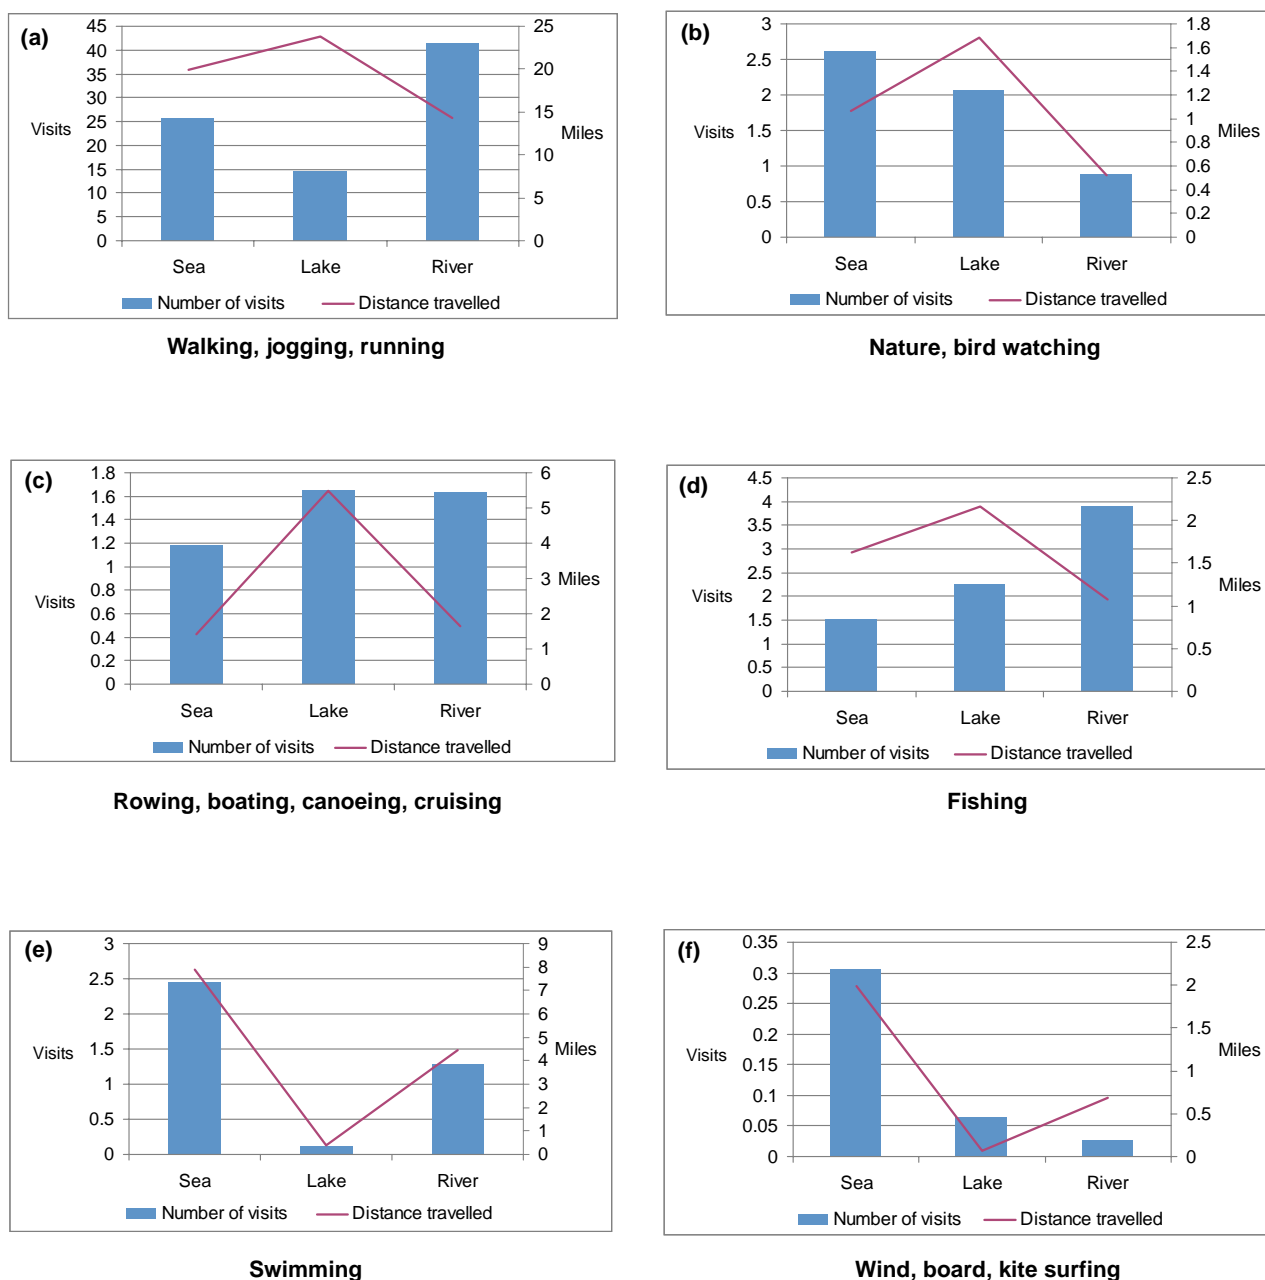 (a)
45
40
35
30
25
20
15
10
5
0
Visits
25
20
15
10
5
0
Miles
Sea Lake River
Number of visits Distance travelled
Walking, jogging, running
(b)
3
2.5
2
1.5
1
0.5
0
Visits
1.8
1.6
1.4
1.2
1
0.8
0.6
0.4
0.2
0
Miles
Sea Lake River
Number of visits Distance travelled
Nature, bird watching
(c)
1.8
1.6
1.4
1.2
1
0.8
0.6
0.4
0.2
0
Visits
6
5
4
3
2
1
0
Miles
Sea Lake River
Number of visits Distance travelled
Rowing, boating, canoeing, cruising
(d)
4.5
4
3.5
3
2.5
2
1.5
1
0.5
0
Visits
2.5
2
1.5
1
0.5
0
Miles
Sea Lake River
Number of visits Distance travelled
Fishing
(e)
3
2.5
2
1.5
1
0.5
0
Visits
9
8
7
6
5
4
3
2
1
0
Miles
Sea Lake River
Number of visits Distance travelled
Swimming
(f)
0.35
0.3
0.25
0.2
0.15
0.1
0.05
0
Visits
2.5
2
1.5
1
0.5
0
Miles
Sea Lake River
Number of visits Distance travelled
Wind, board, kite surfing